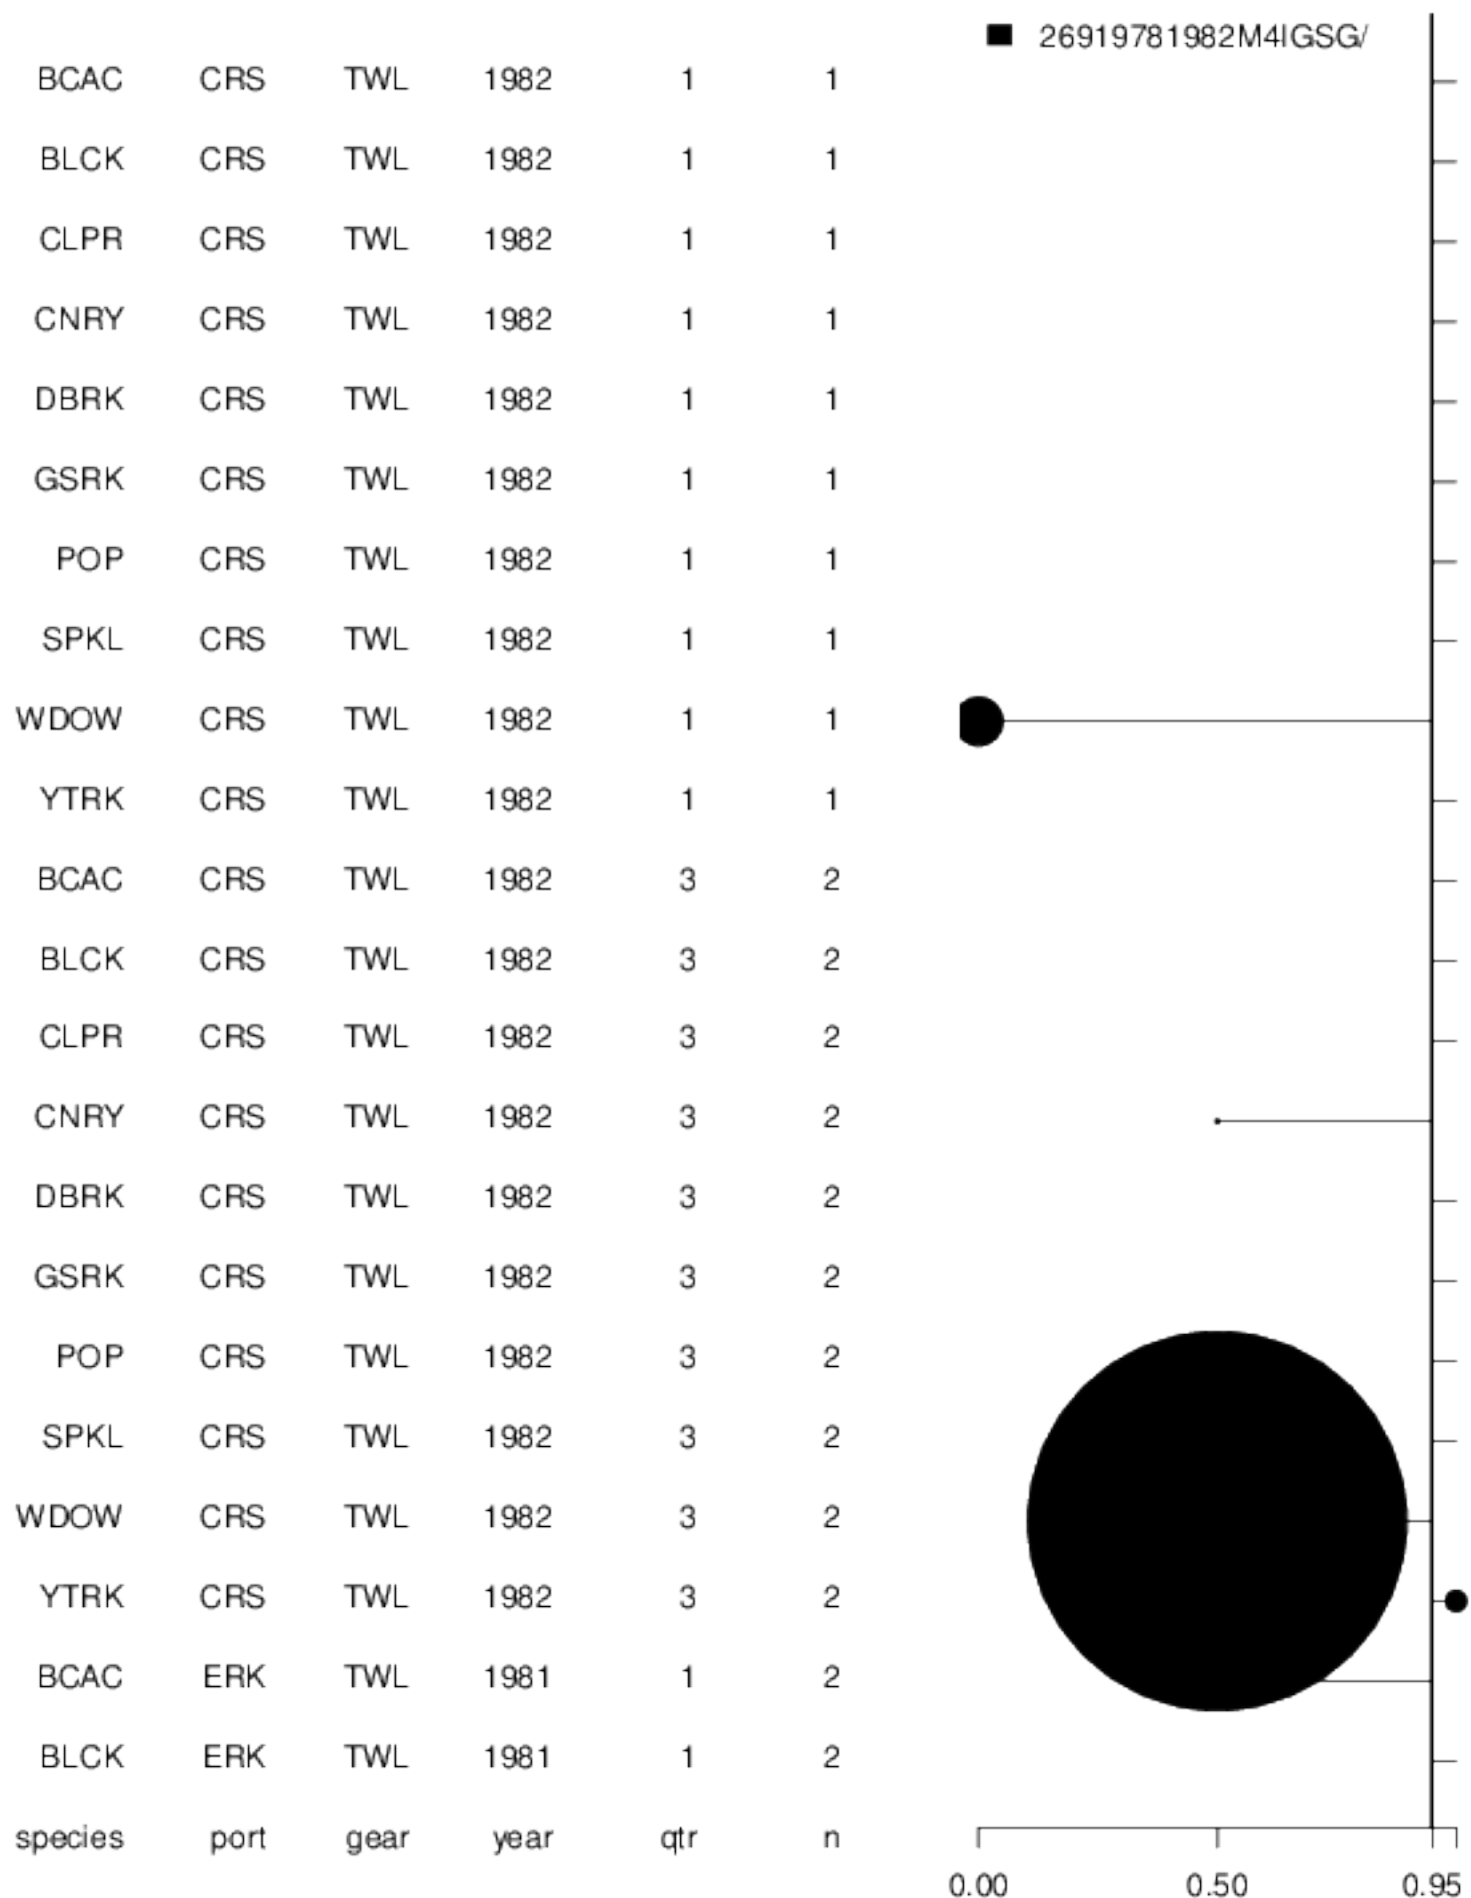 26919781982M4IGSG/
BCAC CRS TWL 1982 1 1
BLCK CRS TWL 1982 1 1
CLPR CRS TWL 1982 1 1
CNRY CRS TWL 1982 1 1
DBRK CRS TWL 1982 1 1
GSRK CRS TWL 1982 1 1
POP CRS TWL 1982 1 1
SPKL CRS TWL 1982 1 1
WDOW CRS TWL 1982 1 1
YTRK CRS TWL 1982 1 1
BCAC CRS TWL 1982 3 2
BLCK CRS TWL 1982 3 2
CLPR CRS TWL 1982 3 2
CNRY CRS TWL 1982 3 2
DBRK CRS TWL 1982 3 2
GSRK CRS TWL 1982 3 2
POP CRS TWL 1982 3 2
SPKL CRS TWL 1982 3 2
WDOW CRS TWL 1982 3 2
YTRK CRS TWL 1982 3 2
BCAC ERK TWL 1981 1 2
BLCK ERK TWL 1981 1 2
species port gear year qtr n
0.00 0.50 0.95